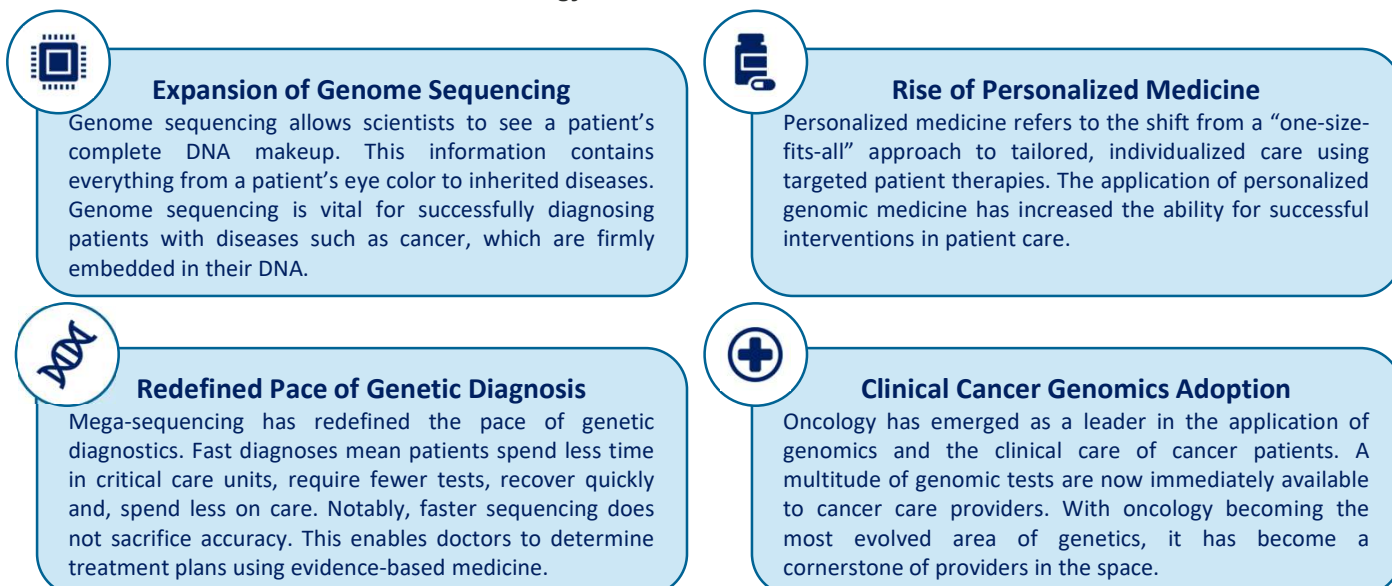 Expansion of Genome Sequencing
Genome sequencing allows scientists to see a patient’s
complete DNA makeup. This information contains
everything from a patient’s eye color to inherited diseases.
Genome sequencing is vital for successfully diagnosing
patients with diseases such as cancer, which are firmly
embedded in their DNA.
Rise of Personalized Medicine
Personalized medicine refers to the shift from a “one-size-
fits-all” approach to tailored, individualized care using
targeted patient therapies. The application of personalized
genomic medicine has increased the ability for successful
interventions in patient care.
Redefined Pace of Genetic Diagnosis
Mega-sequencing has redefined the pace of genetic
diagnostics. Fast diagnoses mean patients spend less time
in critical care units, require fewer tests, recover quickly
and, spend less on care. Notably, faster sequencing does
not sacrifice accuracy. This enables doctors to determine
treatment plans using evidence-based medicine.
Clinical Cancer Genomics Adoption
Oncology has emerged as a leader in the application of
genomics and the clinical care of cancer patients. A
multitude of genomic tests are now immediately available
to cancer care providers. With oncology becoming the
most evolved area of genetics, it has become a
cornerstone of providers in the space.